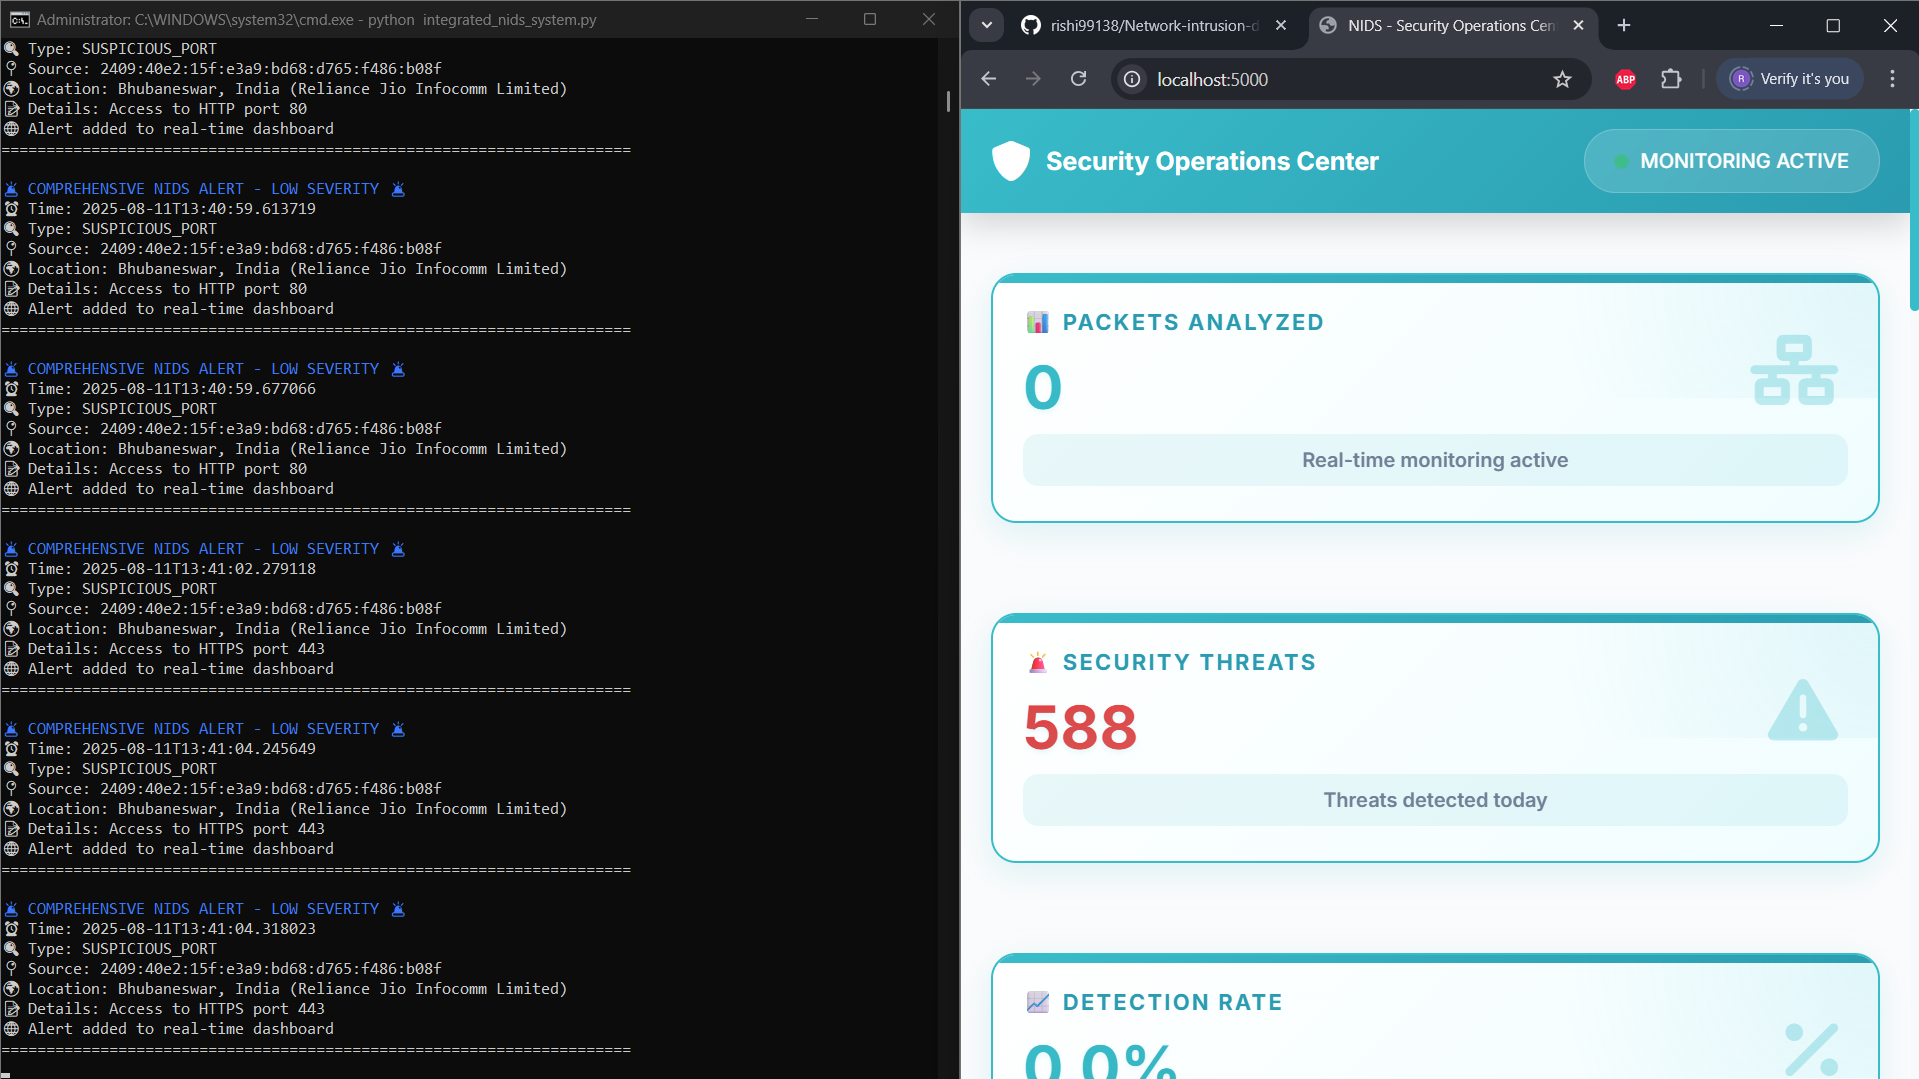 Administrator: C:\WINDOWS\system32\cmd.exe - python  integrated_nids_system.py
Type: SUSPICIOUS_PORT
Source: 2409:40e2:15f:e3a9:bd68:d765:f486:b08f
Location: Bhubaneswar, India (Reliance Jio Infocomm Limited)
Details: Access to HTTP port 80
Alert added to real-time dashboard
======================================================================
COMPREHENSIVE NIDS ALERT - LOW SEVERITY
Time: 2025-08-11T13:40:59.613719
Type: SUSPICIOUS_PORT
Source: 2409:40e2:15f:e3a9:bd68:d765:f486:b08f
Location: Bhubaneswar, India (Reliance Jio Infocomm Limited)
Details: Access to HTTP port 80
Alert added to real-time dashboard
======================================================================
COMPREHENSIVE NIDS ALERT - LOW SEVERITY
Time: 2025-08-11T13:40:59.677066
Type: SUSPICIOUS_PORT
Source: 2409:40e2:15f:e3a9:bd68:d765:f486:b08f
Location: Bhubaneswar, India (Reliance Jio Infocomm Limited)
Details: Access to HTTP port 80
Alert added to real-time dashboard
======================================================================
COMPREHENSIVE NIDS ALERT - LOW SEVERITY
Time: 2025-08-11T13:41:02.279118
Type: SUSPICIOUS_PORT
Source: 2409:40e2:15f:e3a9:bd68:d765:f486:b08f
Location: Bhubaneswar, India (Reliance Jio Infocomm Limited)
Details: Access to HTTPS port 443
Alert added to real-time dashboard
======================================================================
COMPREHENSIVE NIDS ALERT - LOW SEVERITY
Time: 2025-08-11T13:41:04.245649
Type: SUSPICIOUS_PORT
Source: 2409:40e2:15f:e3a9:bd68:d765:f486:b08f
Location: Bhubaneswar, India (Reliance Jio Infocomm Limited)
Details: Access to HTTPS port 443
Alert added to real-time dashboard
======================================================================
COMPREHENSIVE NIDS ALERT - LOW SEVERITY
Time: 2025-08-11T13:41:04.318023
Type: SUSPICIOUS_PORT
Source: 2409:40e2:15f:e3a9:bd68:d765:f486:b08f
Location: Bhubaneswar, India (Reliance Jio Infocomm Limited)
Details: Access to HTTPS port 443
Alert added to real-time dashboard
======================================================================
rishi99138/Network-intrusion-d
NIDS - Security Operations Cen
localhost:5000
ABP
R
Verify it's you
Security Operations Center
MONITORING ACTIVE
PACKETS ANALYZED
0
Real-time monitoring active
SECURITY THREATS
588
Threats detected today
DETECTION RATE
0.0%